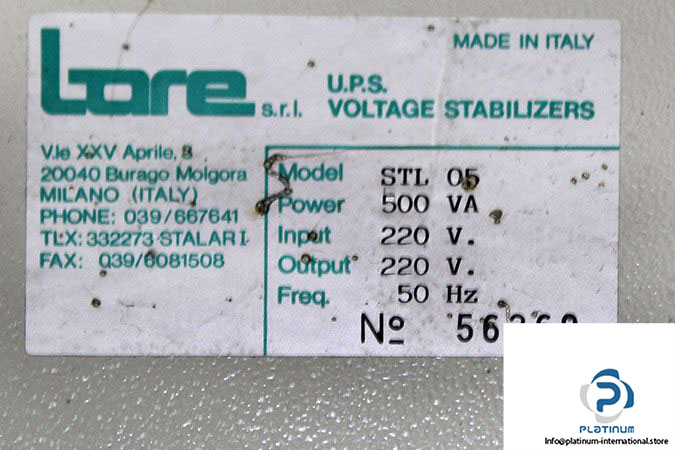 MADE IN ITALY
lare s.r.l.
U.P.S.
VOLTAGE STABILIZERS
V.le XXV Aprile, 8
20040 Burago Molgora
MILANO (ITALY)
PHONE: 039/667641
TLX: 332273 STALAR I
FAX: 039/6081508
Model STL 05
Power 500 VA
Input 220 V.
Output 220 V.
Freq. 50 Hz
Nº
PLATINUM
Info@platinum-international.store